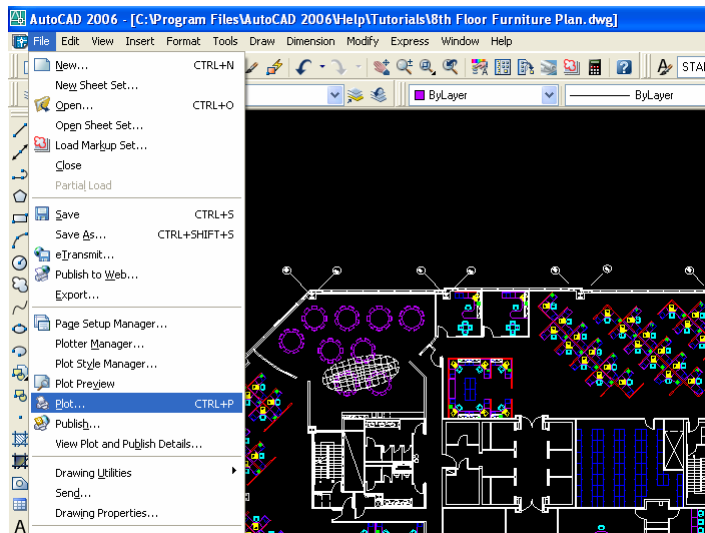 AutoCAD 2006 - [C:\Program Files\AutoCAD 2006\Help\Tutorials\8th Floor Furniture Plan.dwg]
File Edit View Insert Format Tools Draw Dimension Modify Express Window Help
New... CTRL+N
New Sheet Set...
Open... CTRL+O
Open Sheet Set...
Load Markup Set...
Close
Partial Load
Save CTRL+S
Save As... CTRL+SHIFT+S
eTransmit...
Publish to Web...
Export...
Page Setup Manager...
Plotter Manager...
Plot Style Manager...
Plot Preview
Plot... CTRL+P
Publish...
View Plot and Publish Details...
Drawing Utilities
Send...
Drawing Properties...
ByLayer
ByLayer
A